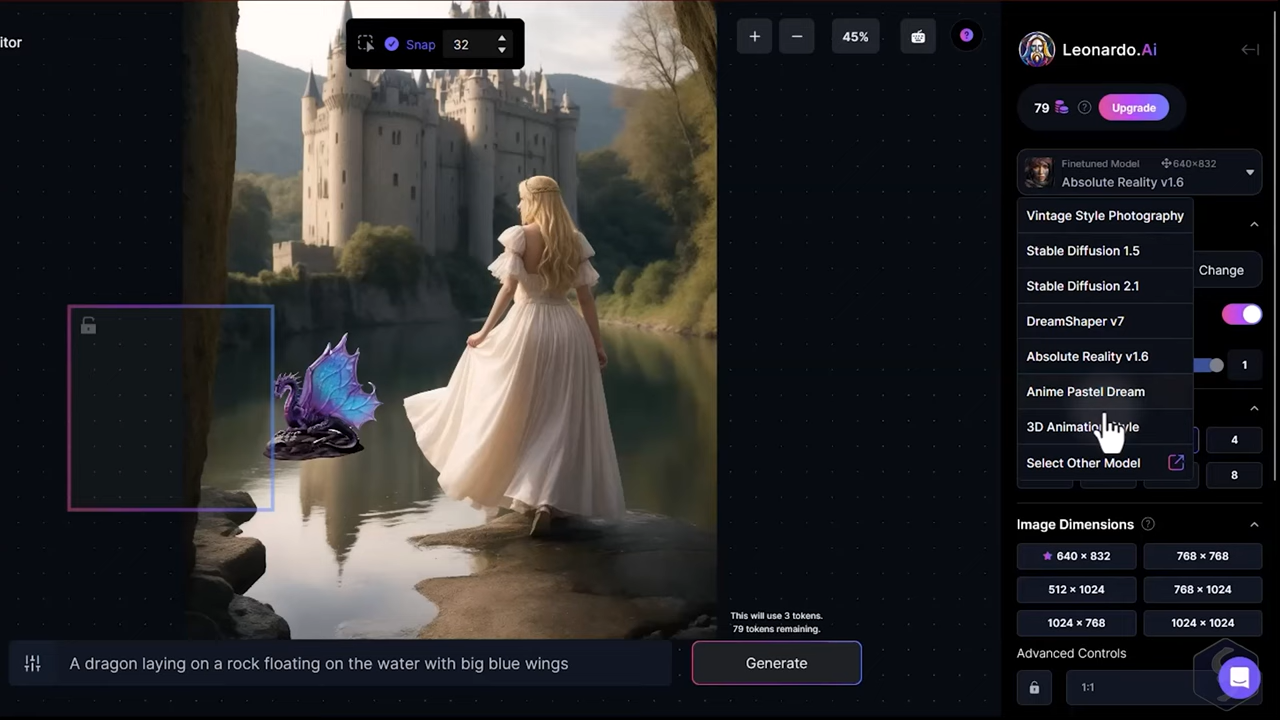 itor
Snap 32
45%
?
Leonardo.Ai
79 ? Upgrade
Finetuned Model 640×832
Absolute Reality v1.6
Vintage Style Photography
Stable Diffusion 1.5
Change
Stable Diffusion 2.1
DreamShaper v7
Absolute Reality v1.6
1
Anime Pastel Dream
3D Animation Style
4
Select Other Model
8
Image Dimensions ?
640 × 832
768 × 768
512 × 1024
768 × 1024
1024 × 768
1024 × 1024
Advanced Controls
1:1
This will use 3 tokens.
79 tokens remaining.
A dragon laying on a rock floating on the water with big blue wings
Generate